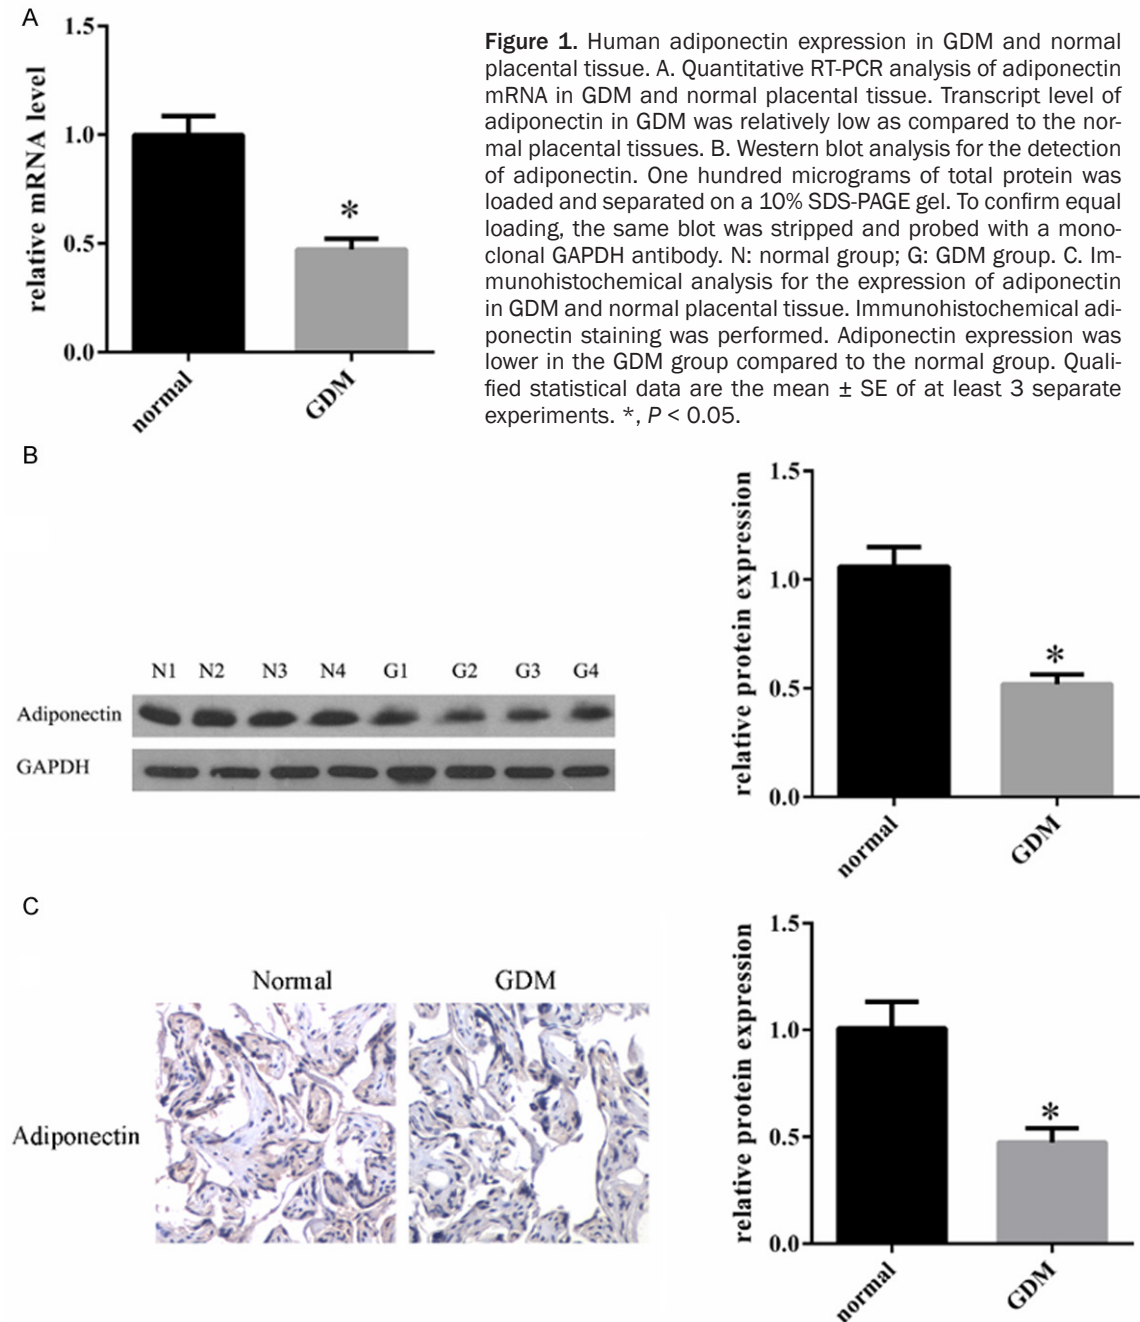 A
1.5
1.0
0.5
0.0
relative mRNA level
*
normal
GDM
Figure 1. Human adiponectin expression in GDM and normal
placental tissue. A. Quantitative RT-PCR analysis of adiponectin
mRNA in GDM and normal placental tissue. Transcript level of
adiponectin in GDM was relatively low as compared to the nor-
mal placental tissues. B. Western blot analysis for the detection
of adiponectin. One hundred micrograms of total protein was
loaded and separated on a 10% SDS-PAGE gel. To confirm equal
loading, the same blot was stripped and probed with a mono-
clonal GAPDH antibody. N: normal group; G: GDM group. C. Im-
munohistochemical analysis for the expression of adiponectin
in GDM and normal placental tissue. Immunohistochemical adi-
ponectin staining was performed. Adiponectin expression was
lower in the GDM group compared to the normal group. Quali-
fied statistical data are the mean ± SE of at least 3 separate
experiments. *, P < 0.05.
B
N1 N2 N3 N4 G1 G2 G3 G4
Adiponectin
GAPDH
1.5
1.0
0.5
0.0
relative protein expression
*
normal
GDM
C
Normal GDM
Adiponectin
1.5
1.0
0.5
0.0
relative protein expression
*
normal
GDM